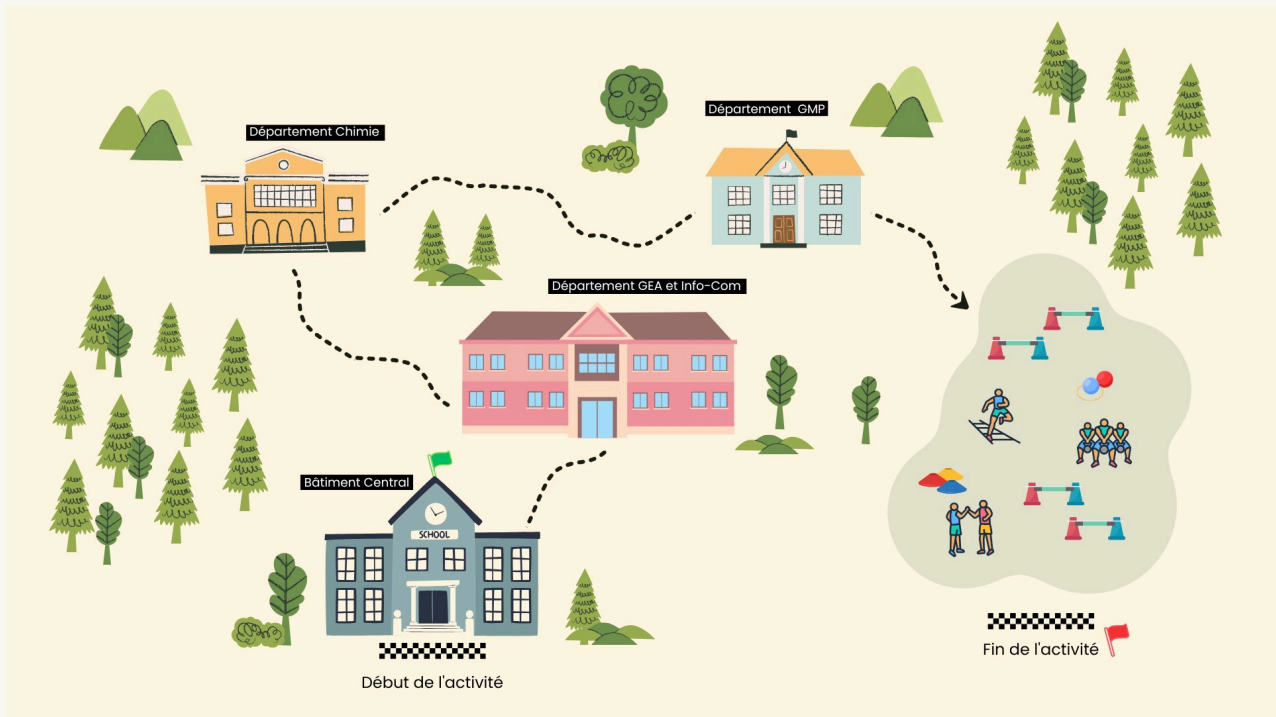 Département GMP
Département Chimie
Département GEA et Info-Com
Bâtiment Central
SCHOOL
Fin de l'activité
Début de l'activité